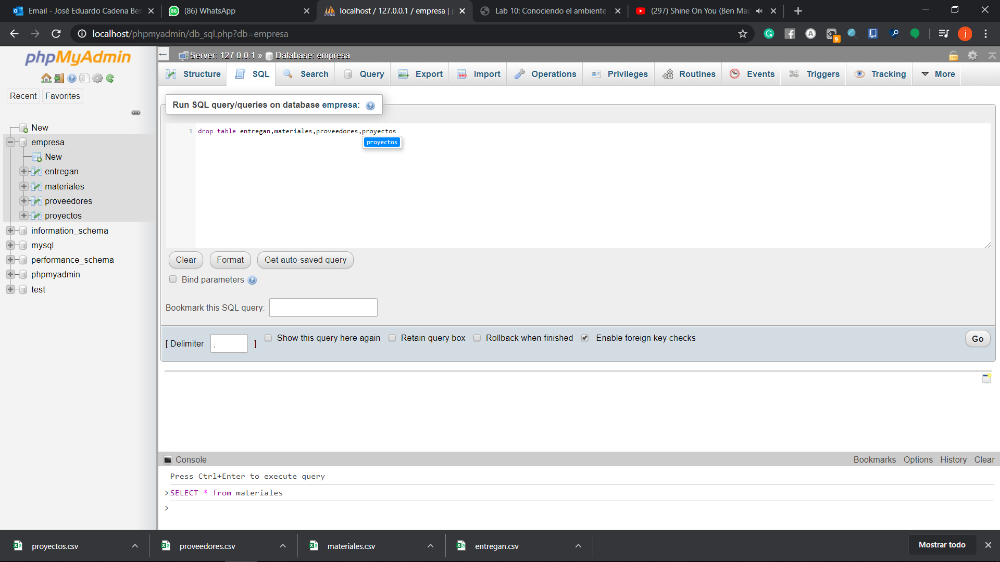 Email - José Eduardo Cadena Ber
(86) WhatsApp
localhost / 127.0.0.1 / empresa | p
Lab 10: Conociendo el ambiente
(297) Shine On You (Ben Mac
localhost/phpmyadmin/db_sql.php?db=empresa
9
j
phpMyAdmin
Recent
Favorites
New
empresa
New
entregan
materiales
proveedores
proyectos
information_schema
mysql
performance_schema
phpmyadmin
test
Server: 127.0.0.1 » Database: empresa
Structure
SQL
Search
Query
Export
Import
Operations
Privileges
Routines
Events
Triggers
Tracking
More
Run SQL query/queries on database empresa:
1 drop table entregan,materiales,proveedores,proyectos
proyectos
Clear
Format
Get auto-saved query
Bind parameters
Bookmark this SQL query:
[ Delimiter ; ]
Show this query here again
Retain query box
Rollback when finished
Enable foreign key checks
Go
Console
Bookmarks
Options
History
Clear
Press Ctrl+Enter to execute query
>SELECT * from materiales
>
proyectos.csv
proveedores.csv
materiales.csv
entregan.csv
Mostrar todo